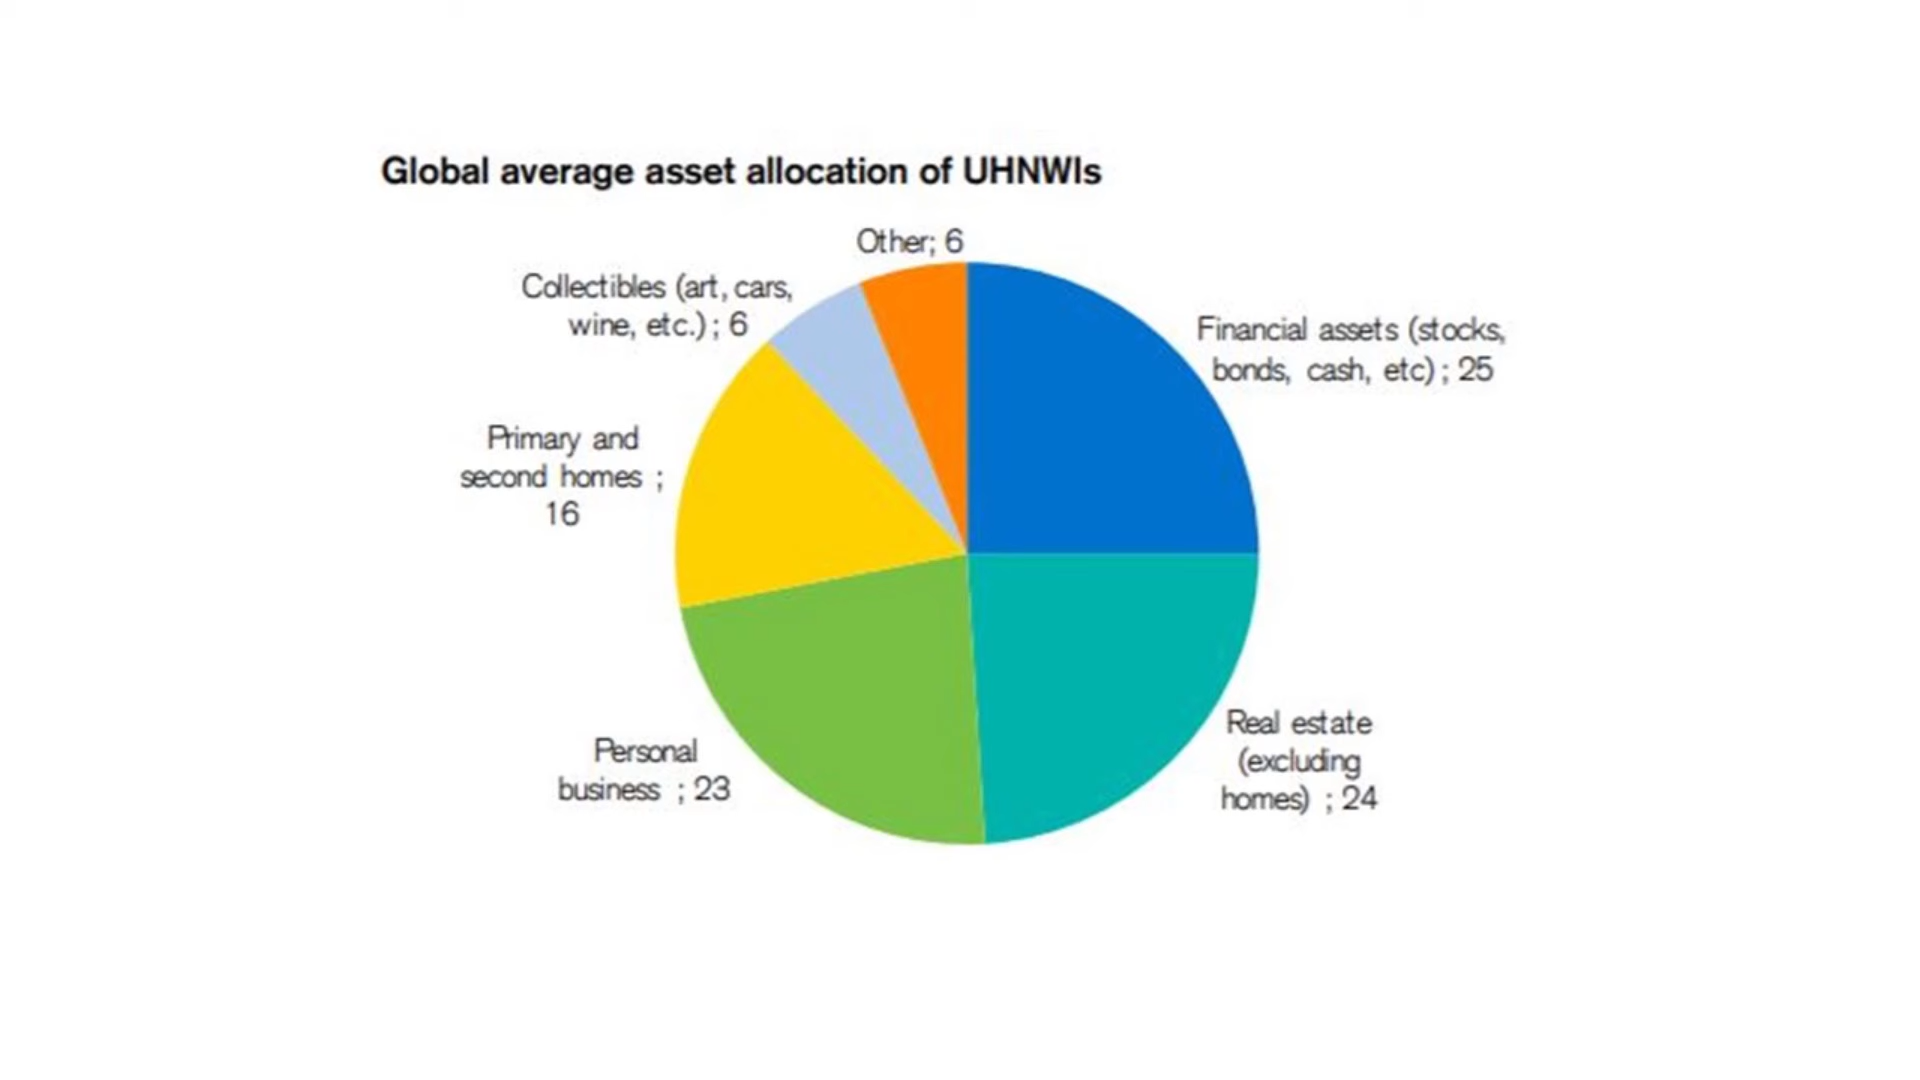 Global average asset allocation of UHNWIs
Other; 6
Collectibles (art, cars,
wine, etc.) ; 6
Financial assets (stocks,
bonds, cash, etc) ; 25
Primary and
second homes ;
16
Real estate
(excluding
homes) ; 24
Personal
business ; 23